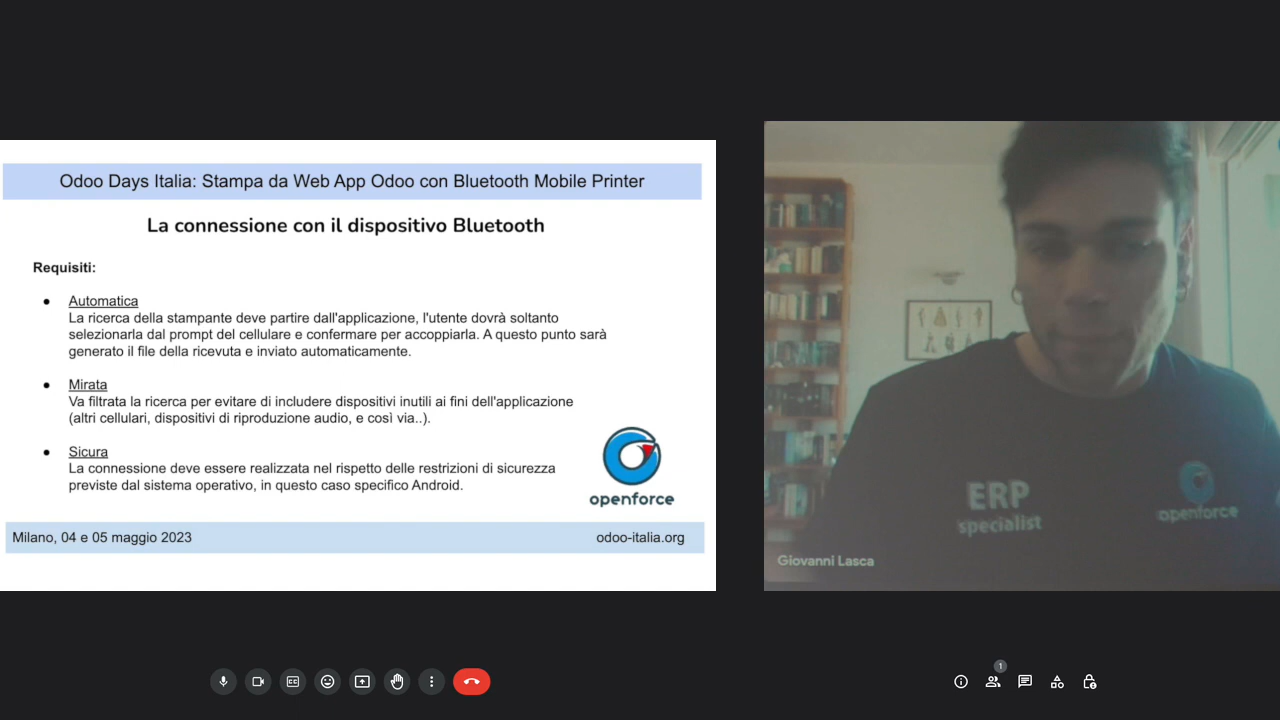 Odoo Days Italia: Stampa da Web App Odoo con Bluetooth Mobile Printer
La connessione con il dispositivo Bluetooth
Requisiti:
● Automatica
La ricerca della stampante deve partire dall'applicazione, l'utente dovrà soltanto
selezionarla dal prompt del cellulare e confermare per accoppiarla. A questo punto sarà
generato il file della ricevuta e inviato automaticamente.
● Mirata
Va filtrata la ricerca per evitare di includere dispositivi inutili ai fini dell'applicazione
(altri cellulari, dispositivi di riproduzione audio, e così via..).
● Sicura
La connessione deve essere realizzata nel rispetto delle restrizioni di sicurezza
previste dal sistema operativo, in questo caso specifico Android.
openforce
Milano, 04 e 05 maggio 2023
odoo-italia.org
ERP
specialist
openforce
Giovanni Lasca
CC
1